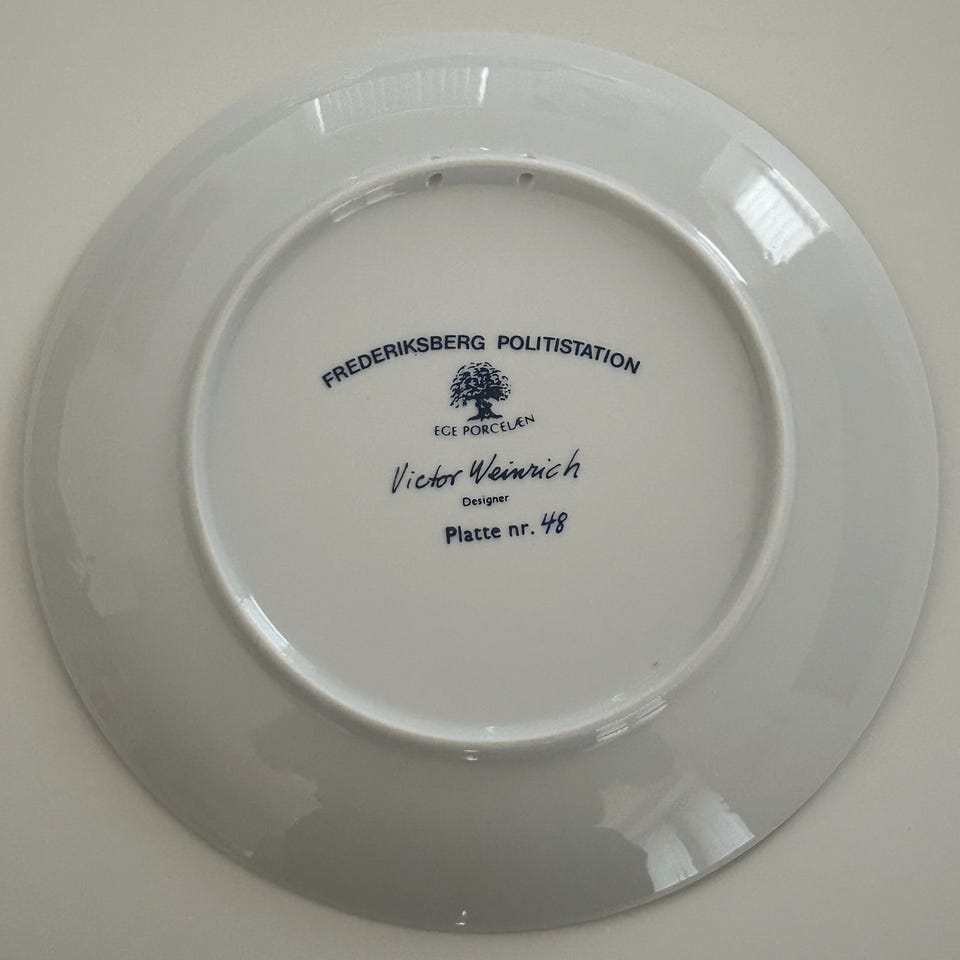 FREDERIKSBERG POLITISTATION
EGE PORCELÆN
Victor Weinrich
Designer
Platte nr. 48